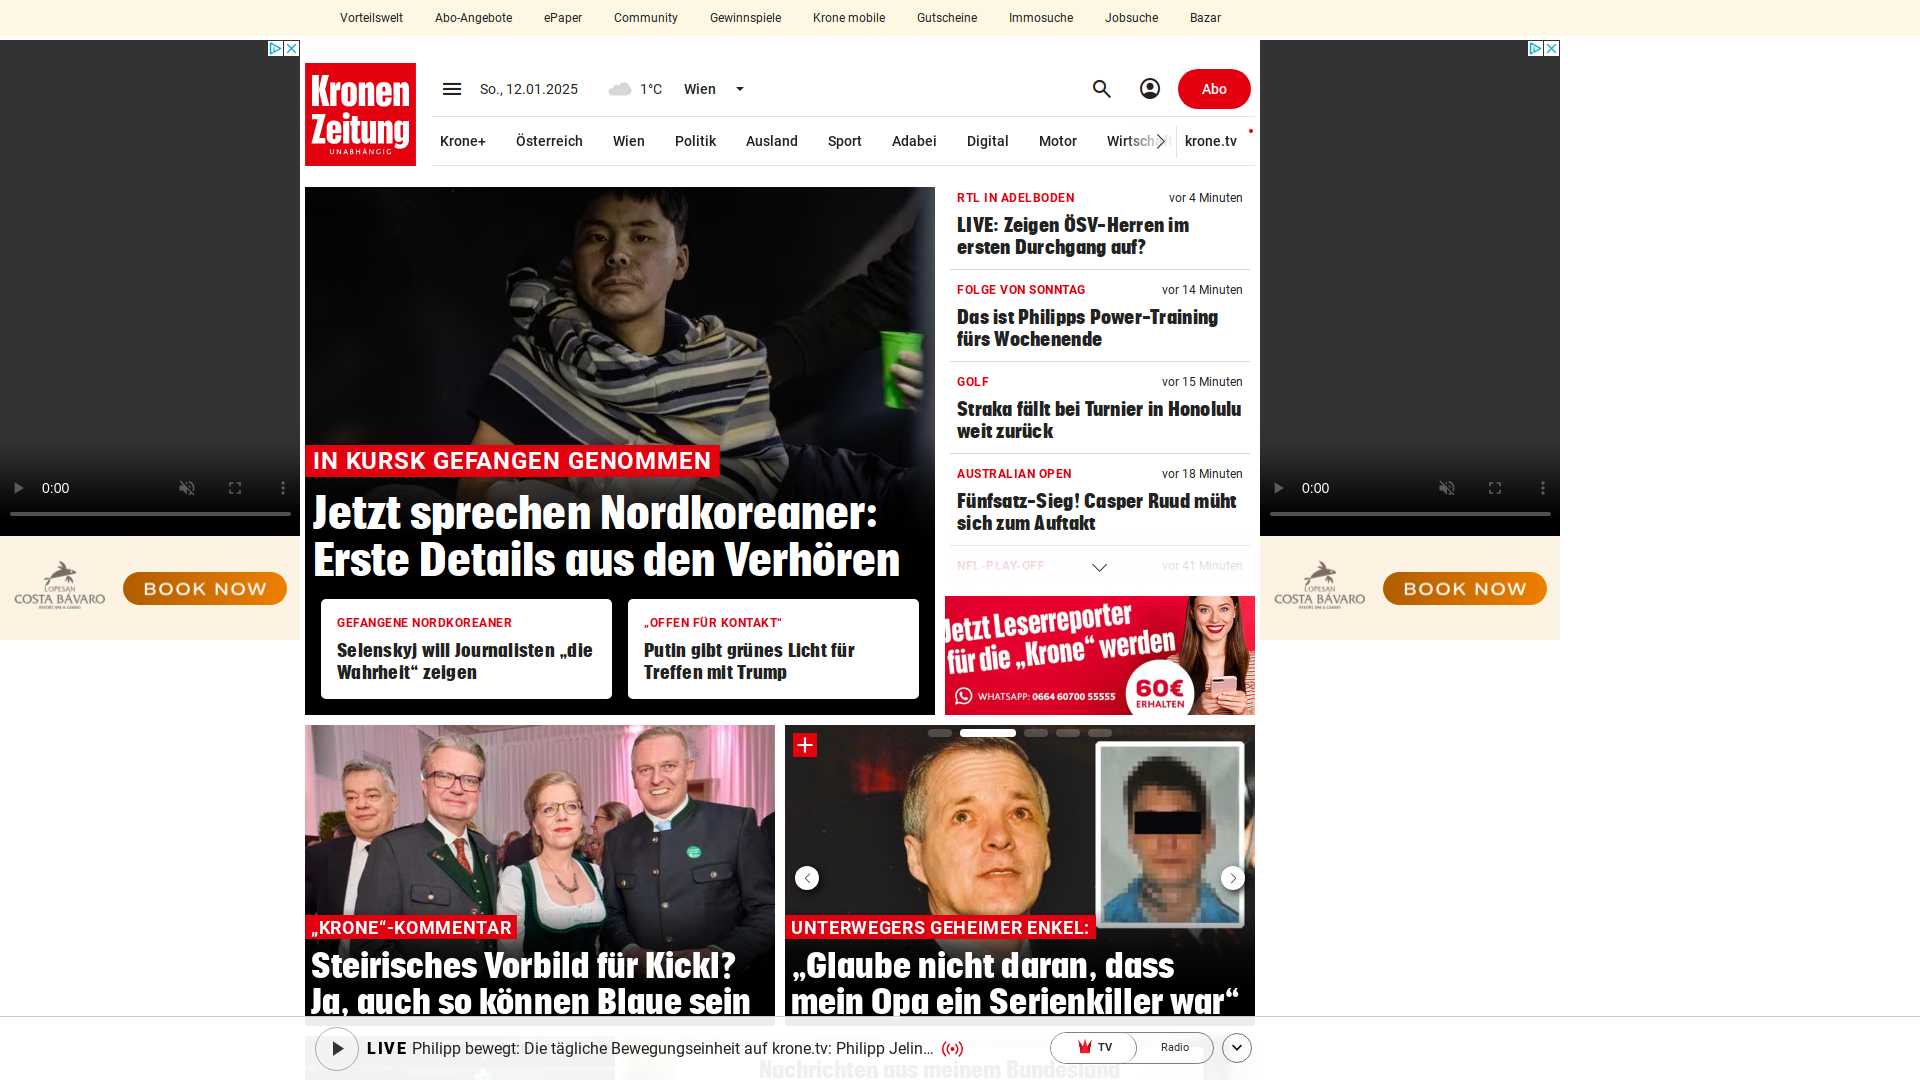 Vorteilswelt Abo-Angebote ePaper Community Gewinnspiele Krone mobile Gutscheine Immosuche Jobsuche Bazar
Kronen
Zeitung
UNABHÄNGIG
So., 12.01.2025 1°C Wien
Abo
Krone+ Österreich Wien Politik Ausland Sport Adabei Digital Motor Wirtschaft krone.tv
0:00
LOPESAN
COSTA BÁVARO
BOOK NOW
IN KURSK GEFANGEN GENOMMEN
Jetzt sprechen Nordkoreaner:
Erste Details aus den Verhören
GEFANGENE NORDKOREANER
Selenskyj will Journalisten „die
Wahrheit“ zeigen
„OFFEN FÜR KONTAKT“
Putin gibt grünes Licht für
Treffen mit Trump
RTL IN ADELBODEN vor 4 Minuten
LIVE: Zeigen ÖSV-Herren im
ersten Durchgang auf?
FOLGE VON SONNTAG vor 14 Minuten
Das ist Philipps Power-Training
fürs Wochenende
GOLF vor 15 Minuten
Straka fällt bei Turnier in Honolulu
weit zurück
AUSTRALIAN OPEN vor 18 Minuten
Fünfsatz-Sieg! Casper Ruud müht
sich zum Auftakt
NFL-PLAY-OFF vor 41 Minuten
Jetzt Leserreporter
für die „Krone“ werden
WHATSAPP: 0664 60700 55555
60€
ERHALTEN
0:00
LOPESAN
COSTA BÁVARO
BOOK NOW
„KRONE“-KOMMENTAR
Steirisches Vorbild für Kickl?
Ja, auch so können Blaue sein
UNTERWEGERS GEHEIMER ENKEL:
„Glaube nicht daran, dass
mein Opa ein Serienkiller war“
LIVE Philipp bewegt: Die tägliche Bewegungseinheit auf krone.tv: Philipp Jelin...
TV Radio
Nachrichten aus meinem Bundesland